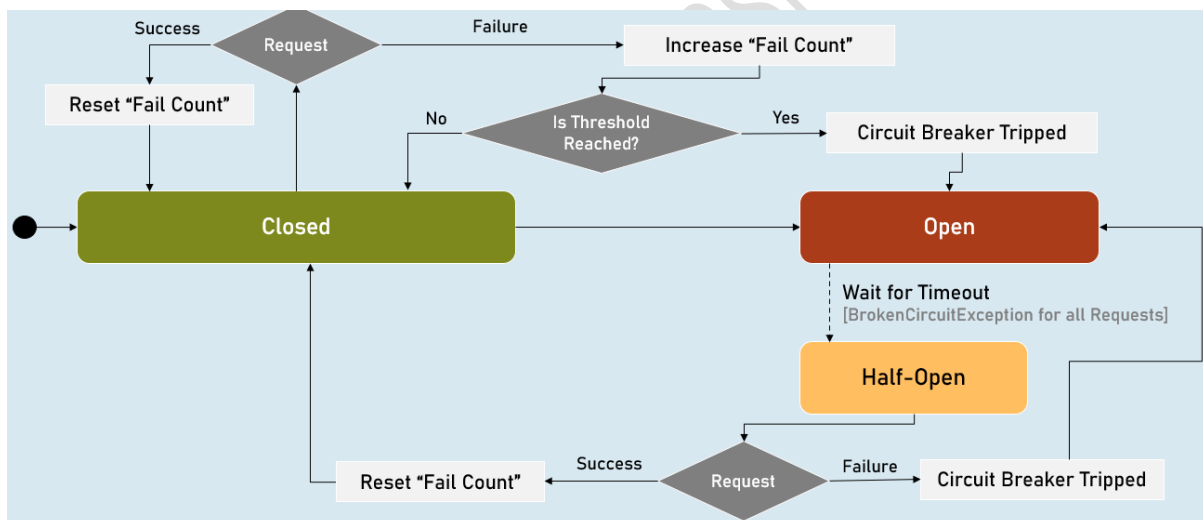 Success
Request
Failure
Increase “Fail Count”
Reset “Fail Count”
No
Is Threshold
Reached?
Yes
Circuit Breaker Tripped
Closed
Open
Wait for Timeout
[BrokenCircuitException for all Requests]
Half-Open
Reset “Fail Count”
Success
Request
Failure
Circuit Breaker Tripped